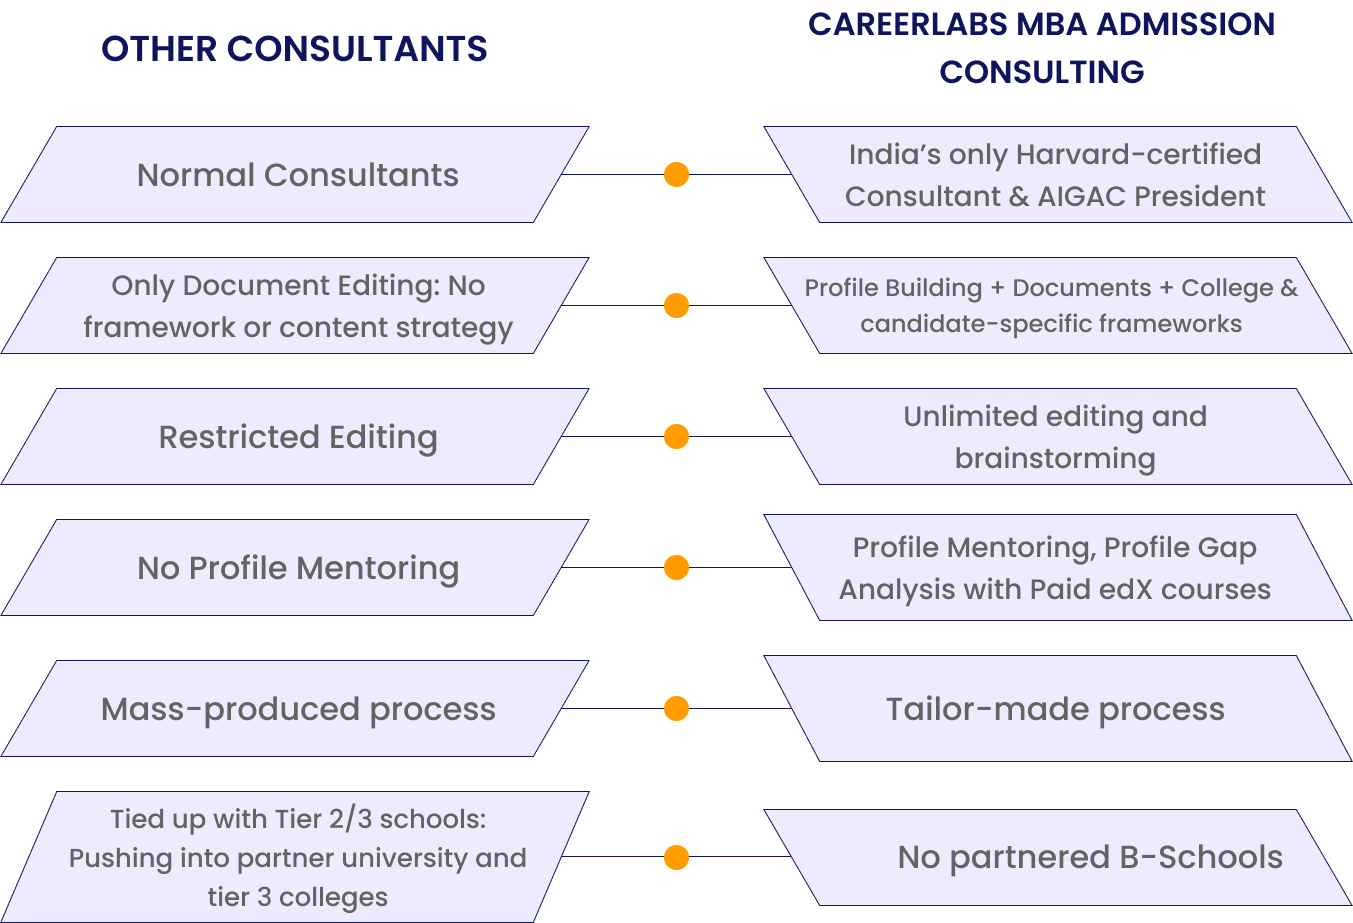 OTHER CONSULTANTS
CAREERLABS MBA ADMISSION
CONSULTING
Normal Consultants
India’s only Harvard-certified
Consultant & AIGAC President
Only Document Editing: No
framework or content strategy
Profile Building + Documents + College &
candidate-specific frameworks
Restricted Editing
Unlimited editing and
brainstorming
No Profile Mentoring
Profile Mentoring, Profile Gap
Analysis with Paid edX courses
Mass-produced process
Tailor-made process
Tied up with Tier 2/3 schools:
Pushing into partner university and
tier 3 colleges
No partnered B-Schools